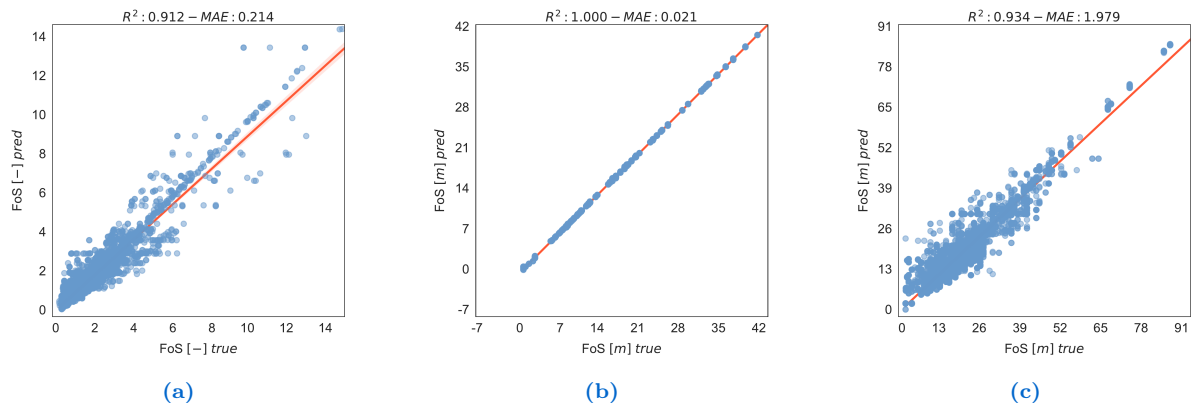 R² : 0.912 − MAE : 0.214
14
12
10
8
6
4
2
0
FoS [−] pred
0 2 4 6 8 10 12 14
FoS [−] true
(a)
R² : 1.000 − MAE : 0.021
42
35
28
21
14
7
0
-7
FoS [m] pred
-7 0 7 14 21 28 35 42
FoS [m] true
(b)
R² : 0.934 − MAE : 1.979
91
78
65
52
39
26
13
0
FoS [m] pred
0 13 26 39 52 65 78 91
FoS [m] true
(c)